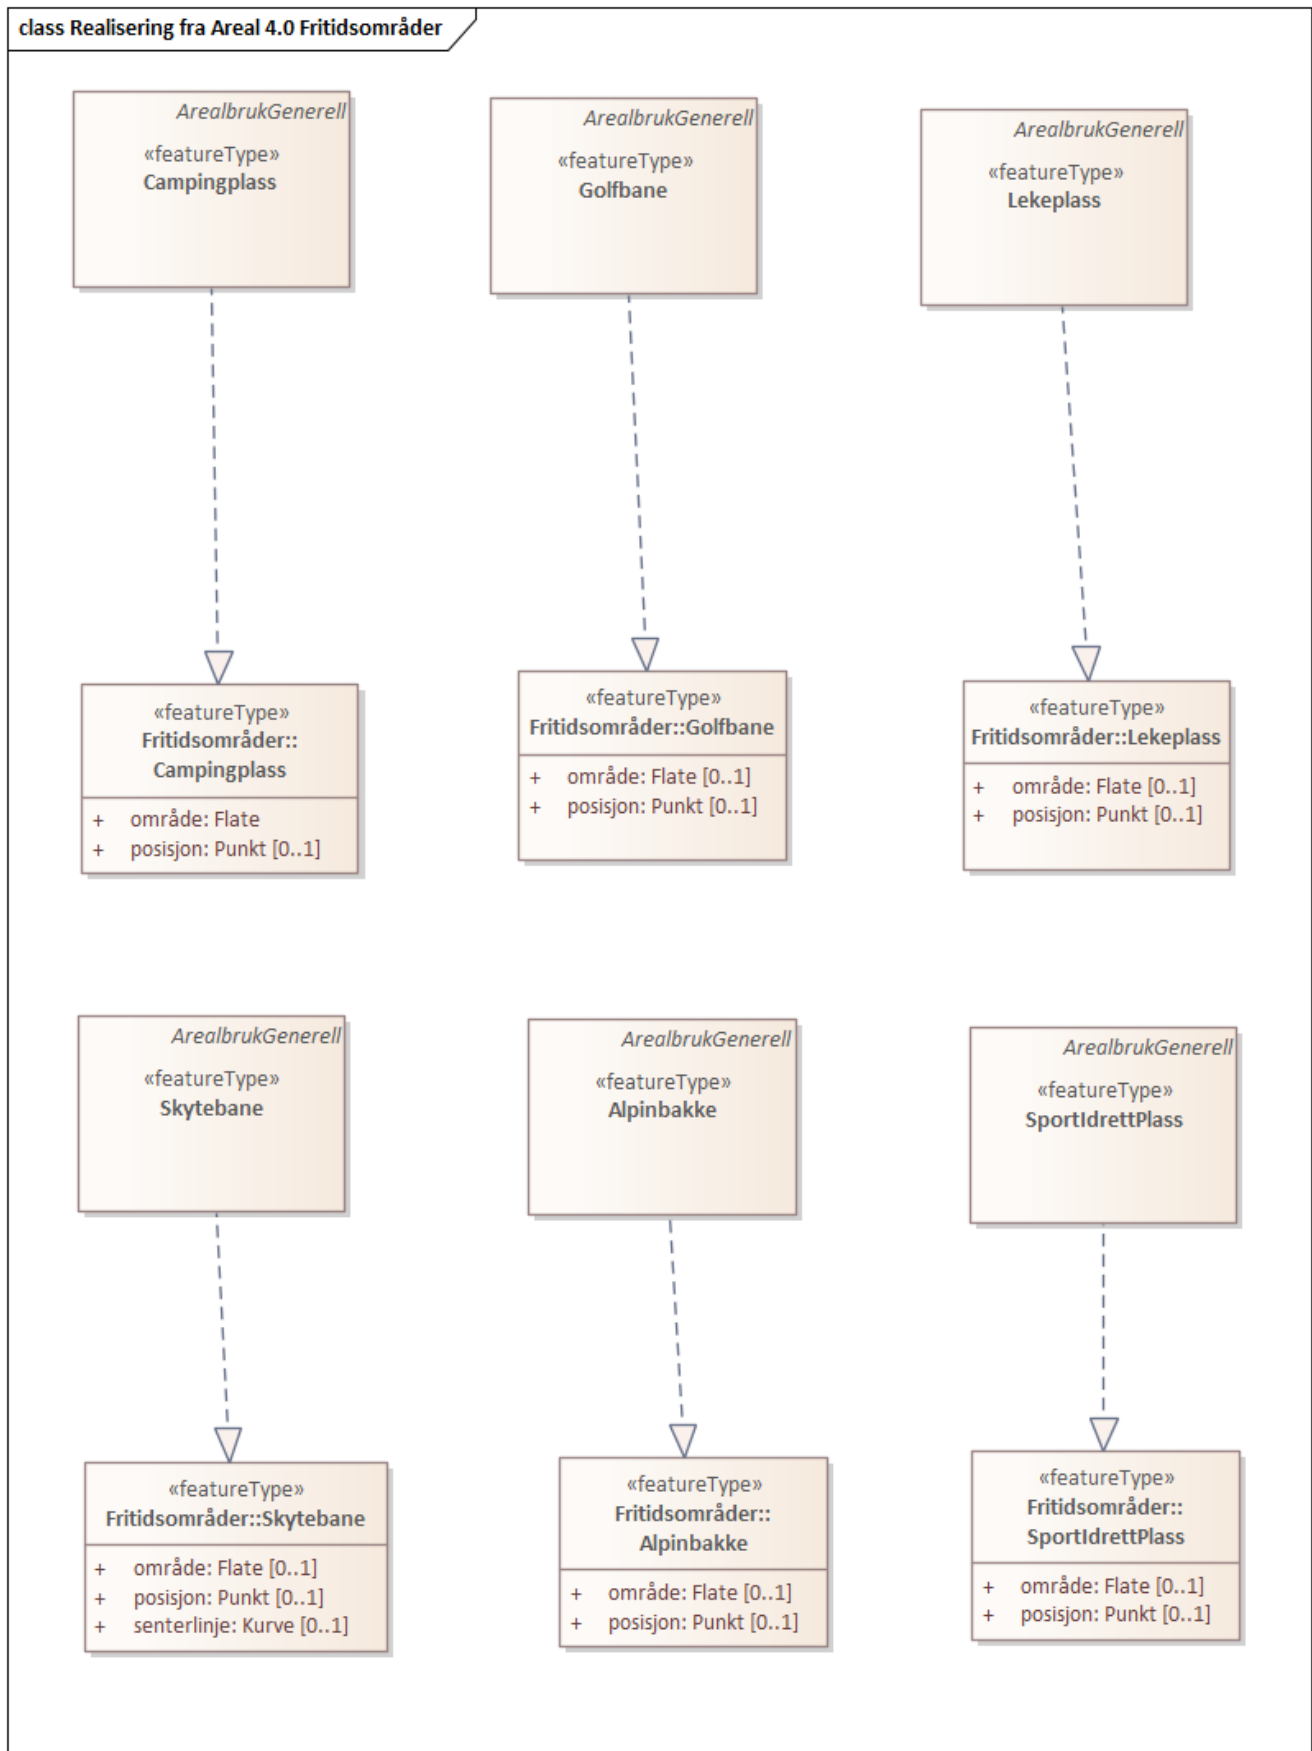 class Realisering fra Areal 4.0 Fritidsområder
ArealbrukGenerell
«featureType»
Campingplass
ArealbrukGenerell
«featureType»
Golfbane
ArealbrukGenerell
«featureType»
Lekeplass
«featureType»
Fritidsområder::
Campingplass
+ område: Flate
+ posisjon: Punkt [0..1]
«featureType»
Fritidsområder::Golfbane
+ område: Flate [0..1]
+ posisjon: Punkt [0..1]
«featureType»
Fritidsområder::Lekeplass
+ område: Flate [0..1]
+ posisjon: Punkt [0..1]
ArealbrukGenerell
«featureType»
Skytebane
ArealbrukGenerell
«featureType»
Alpinbakke
ArealbrukGenerell
«featureType»
SportIdrettPlass
«featureType»
Fritidsområder::Skytebane
+ område: Flate [0..1]
+ posisjon: Punkt [0..1]
+ senterlinje: Kurve [0..1]
«featureType»
Fritidsområder::
Alpinbakke
+ område: Flate [0..1]
+ posisjon: Punkt [0..1]
«featureType»
Fritidsområder::
SportIdrettPlass
+ område: Flate [0..1]
+ posisjon: Punkt [0..1]